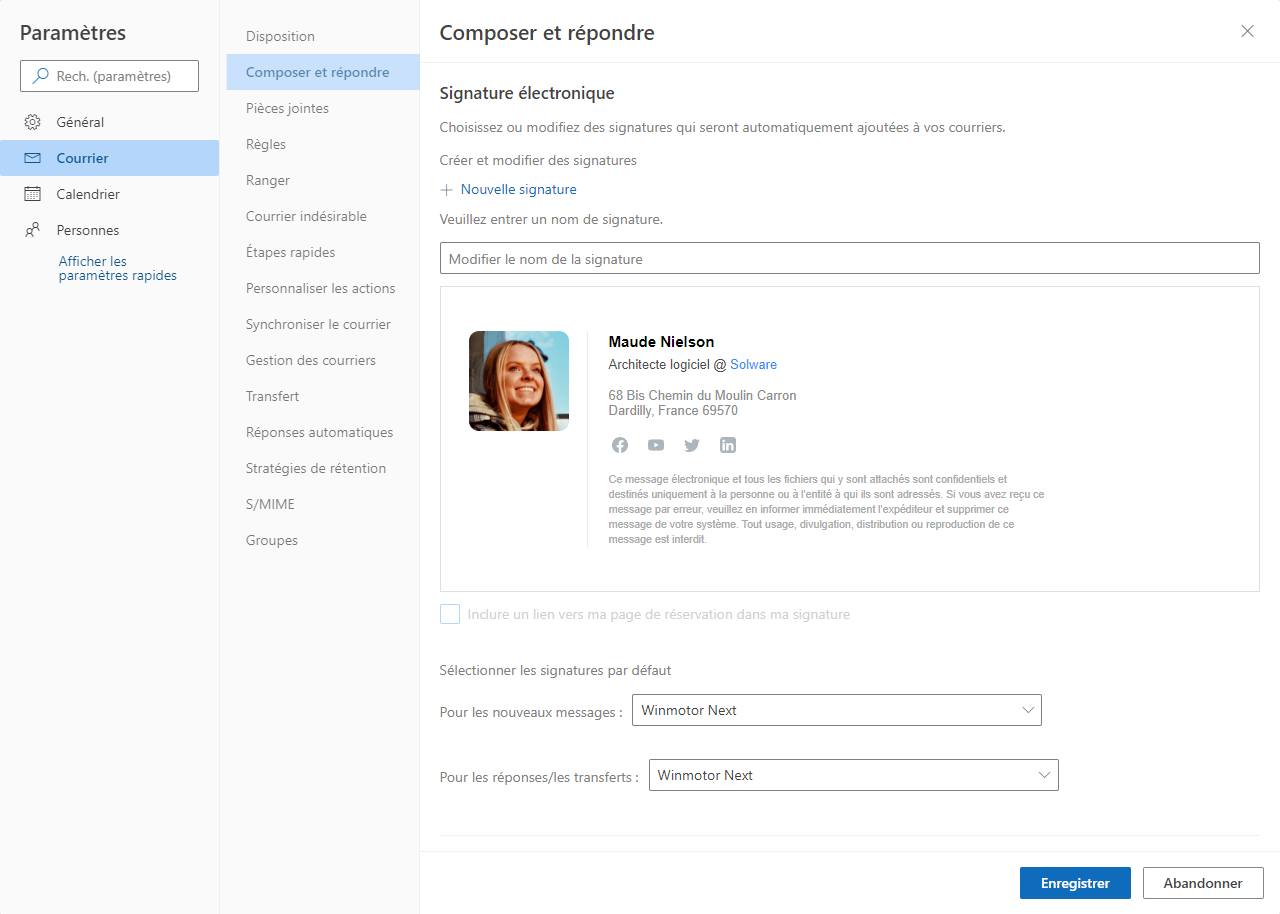 Paramètres
Rech. (paramètres)
Général
Courrier
Calendrier
Personnes
Afficher les
paramètres rapides
Disposition
Composer et répondre
Pièces jointes
Règles
Ranger
Courrier indésirable
Étapes rapides
Personnaliser les actions
Synchroniser le courrier
Gestion des courriers
Transfert
Réponses automatiques
Stratégies de rétention
S/MIME
Groupes
Composer et répondre
Signature électronique
Choisissez ou modifiez des signatures qui seront automatiquement ajoutées à vos courriers.
Créer et modifier des signatures
Nouvelle signature
Veuillez entrer un nom de signature.
Modifier le nom de la signature
Maude Nielson
Architecte logiciel @ Solware
68 Bis Chemin du Moulin Carron
Dardilly, France 69570
Ce message électronique et tous les fichiers qui y sont attachés sont confidentiels et
destinés uniquement à la personne ou à l'entité à qui ils sont adressés. Si vous avez reçu ce
message par erreur, veuillez en informer immédiatement l'expéditeur et supprimer ce
message de votre système. Tout usage, divulgation, distribution ou reproduction de ce
message est interdit.
Inclure un lien vers ma page de réservation dans ma signature
Sélectionner les signatures par défaut
Pour les nouveaux messages : Winmotor Next
Pour les réponses/les transferts : Winmotor Next
Enregistrer
Abandonner